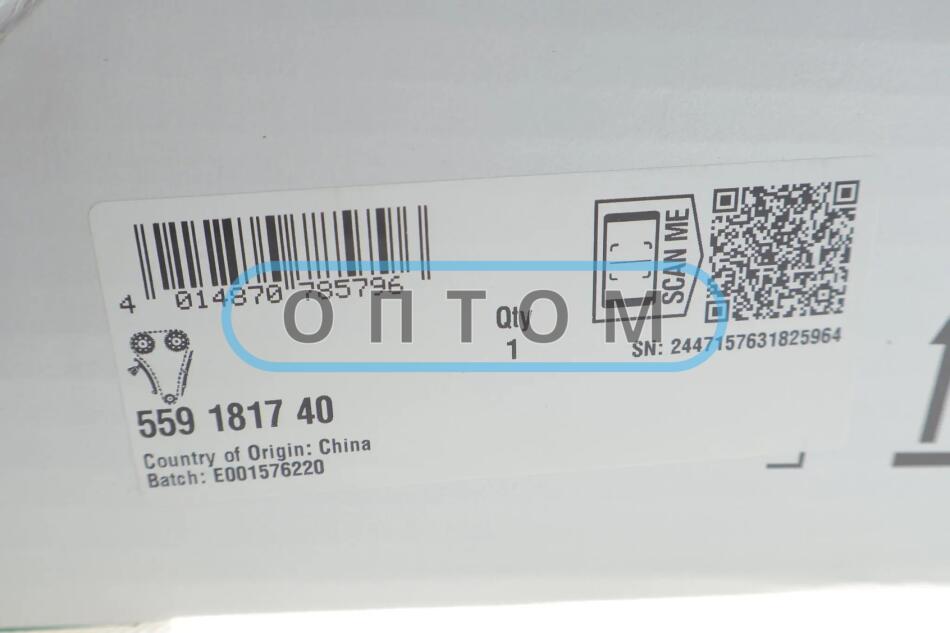 4 014870 785796
SCAN ME
ОПТОМ
Qty
1
SN: 2447157631825964
559 1817 40
Country of Origin: China
Batch: E001576220